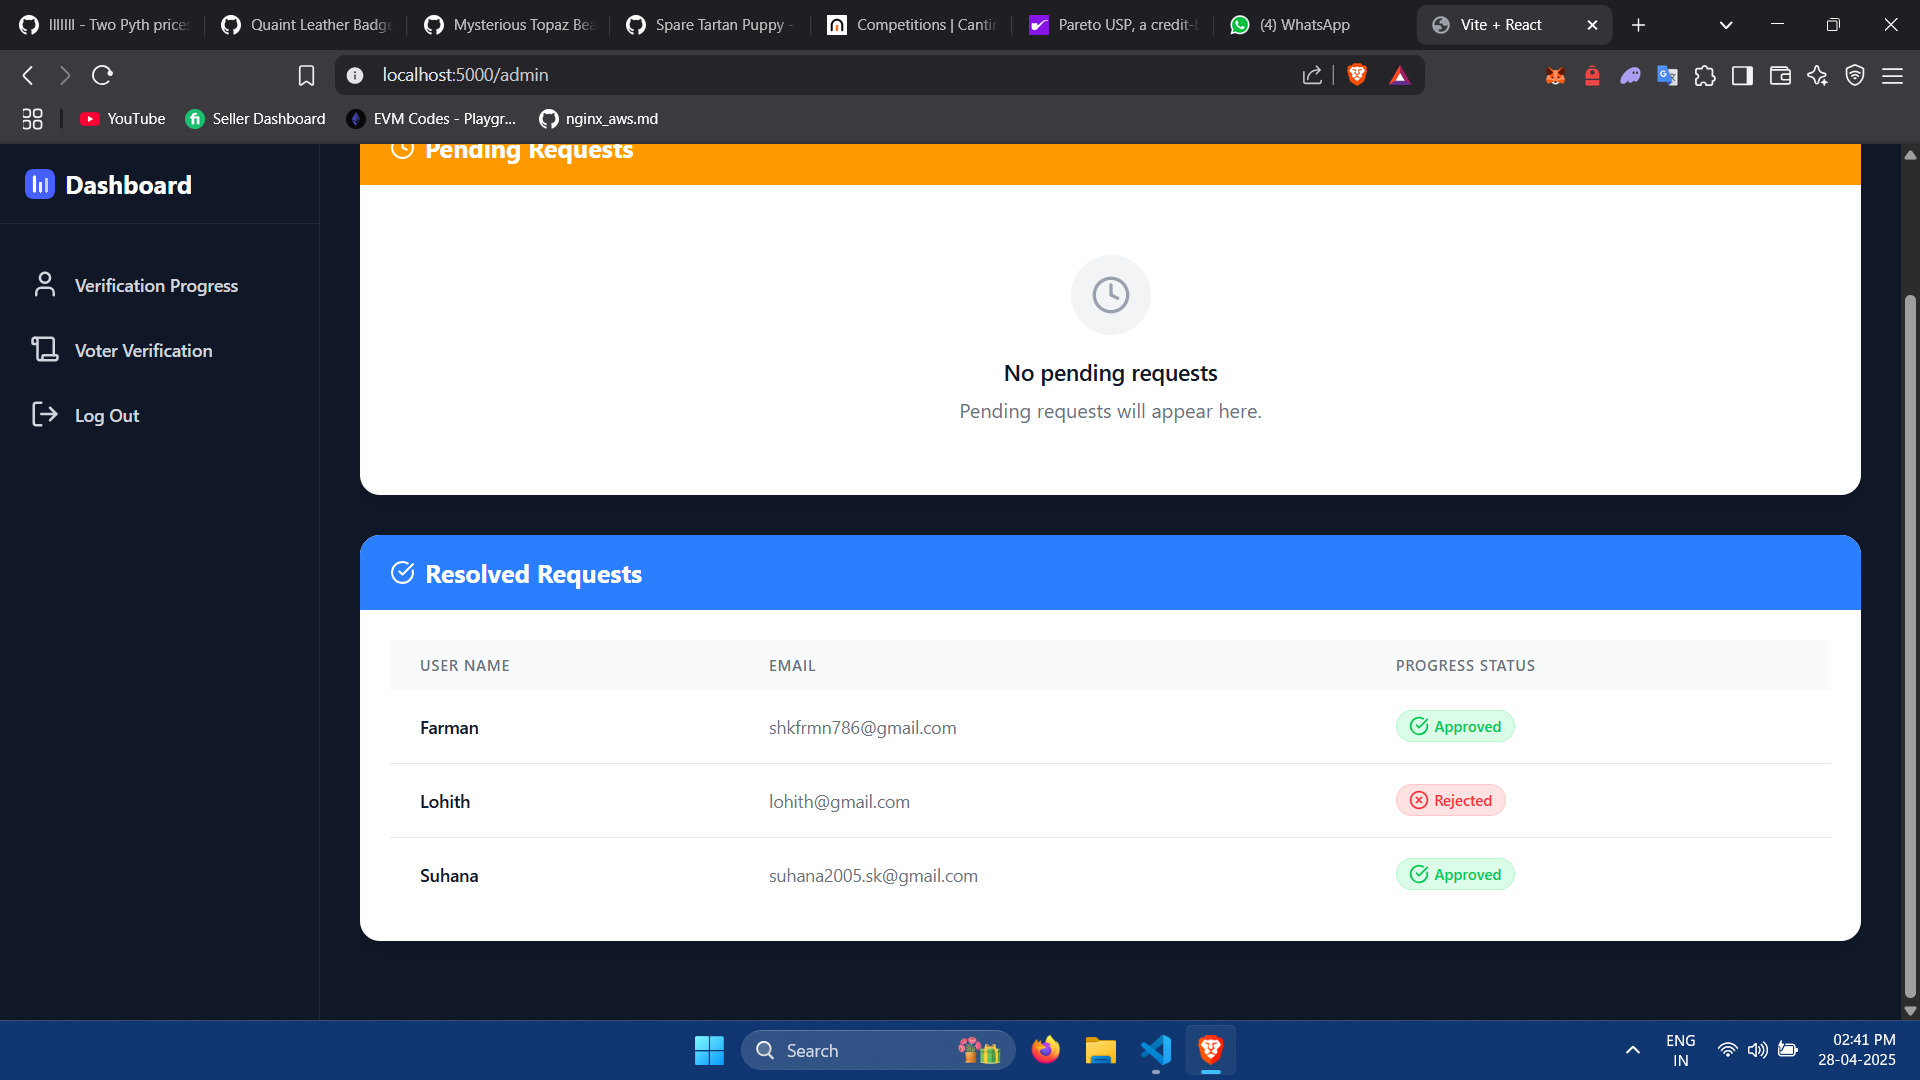 IIIIIII - Two Pyth prices
Quaint Leather Badge
Mysterious Topaz Bea
Spare Tartan Puppy -
Competitions | Cantin
Pareto USP, a credit-b
(4) WhatsApp
Vite + React
localhost:5000/admin
YouTube
Seller Dashboard
EVM Codes - Playgr...
nginx_aws.md
Dashboard
Verification Progress
Voter Verification
Log Out
Pending Requests
No pending requests
Pending requests will appear here.
Resolved Requests
USER NAME EMAIL PROGRESS STATUS
Farman shkfrmn786@gmail.com Approved
Lohith lohith@gmail.com Rejected
Suhana suhana2005.sk@gmail.com Approved
Search
ENG
IN
02:41 PM
28-04-2025